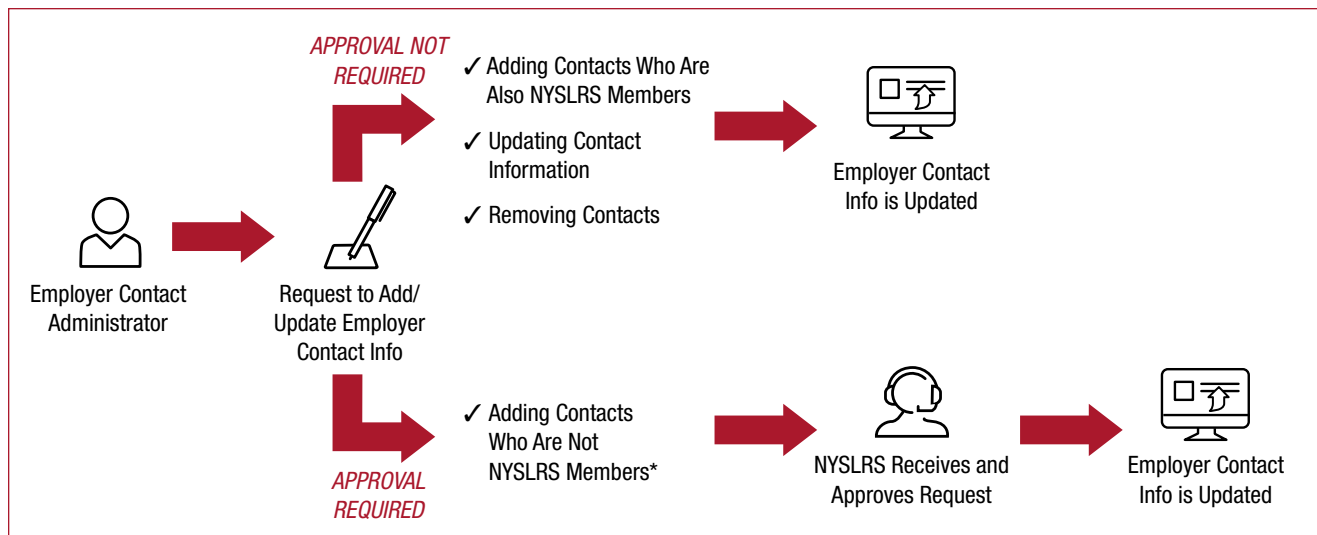 APPROVAL NOT
REQUIRED
✓ Adding Contacts Who Are
Also NYSLRS Members
✓ Updating Contact
Information
✓ Removing Contacts
Employer Contact
Info is Updated
Employer Contact
Administrator
Request to Add/
Update Employer
Contact Info
APPROVAL
REQUIRED
✓ Adding Contacts
Who Are Not
NYSLRS Members*
NYSLRS Receives and
Approves Request
Employer Contact
Info is Updated